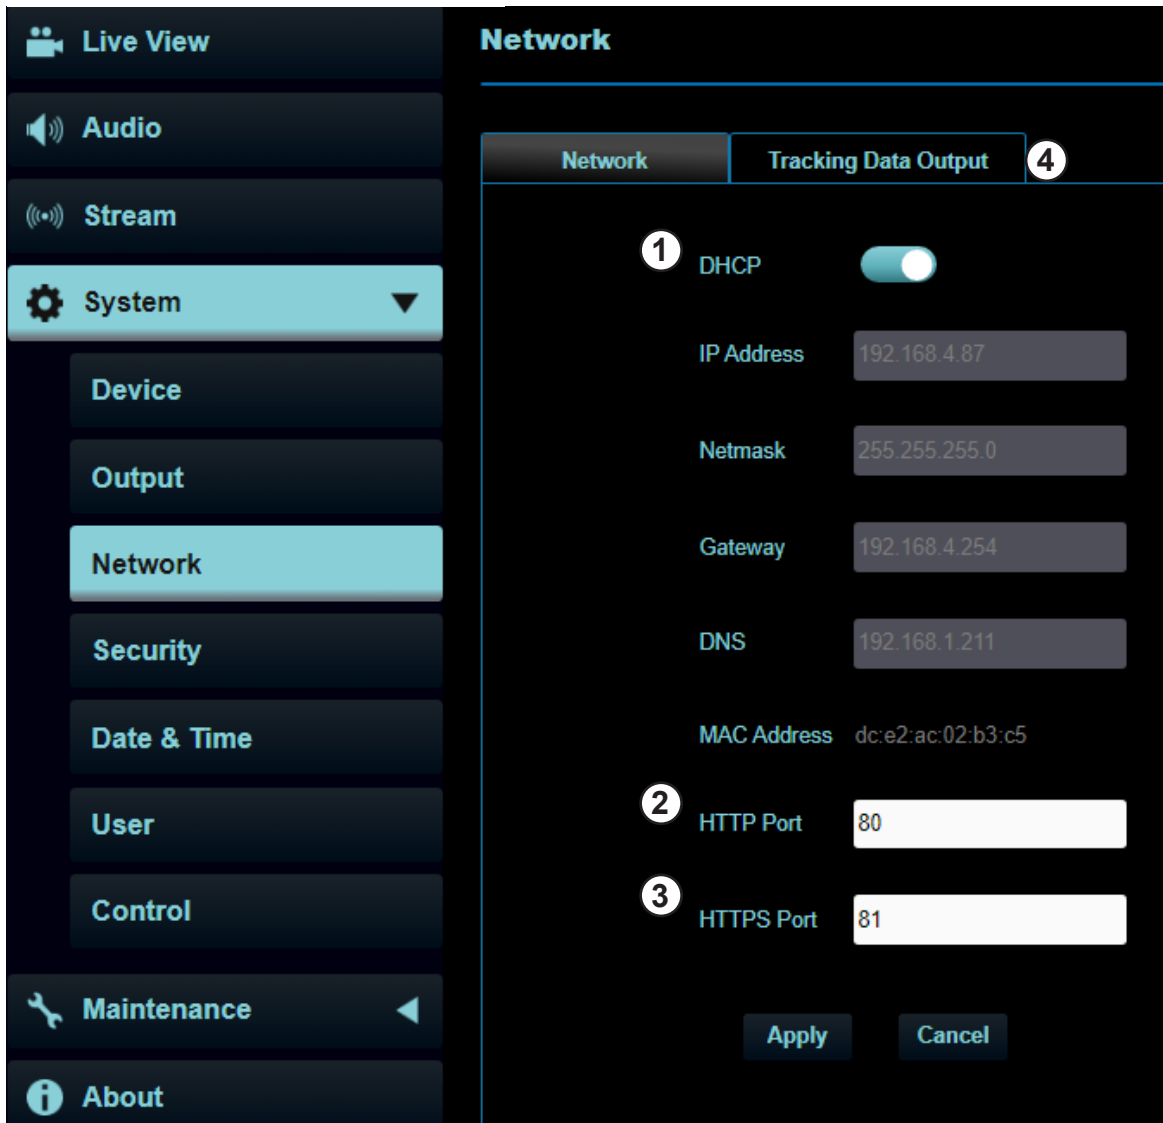 Live View
Audio
Stream
System
Device
Output
Network
Security
Date & Time
User
Control
Maintenance
About
Network
Network
Tracking Data Output 4
1 DHCP
IP Address 192.168.4.87
Netmask 255.255.255.0
Gateway 192.168.4.254
DNS 192.168.1.211
MAC Address dc:e2:ac:02:b3:c5
2 HTTP Port 80
3 HTTPS Port 81
Apply Cancel